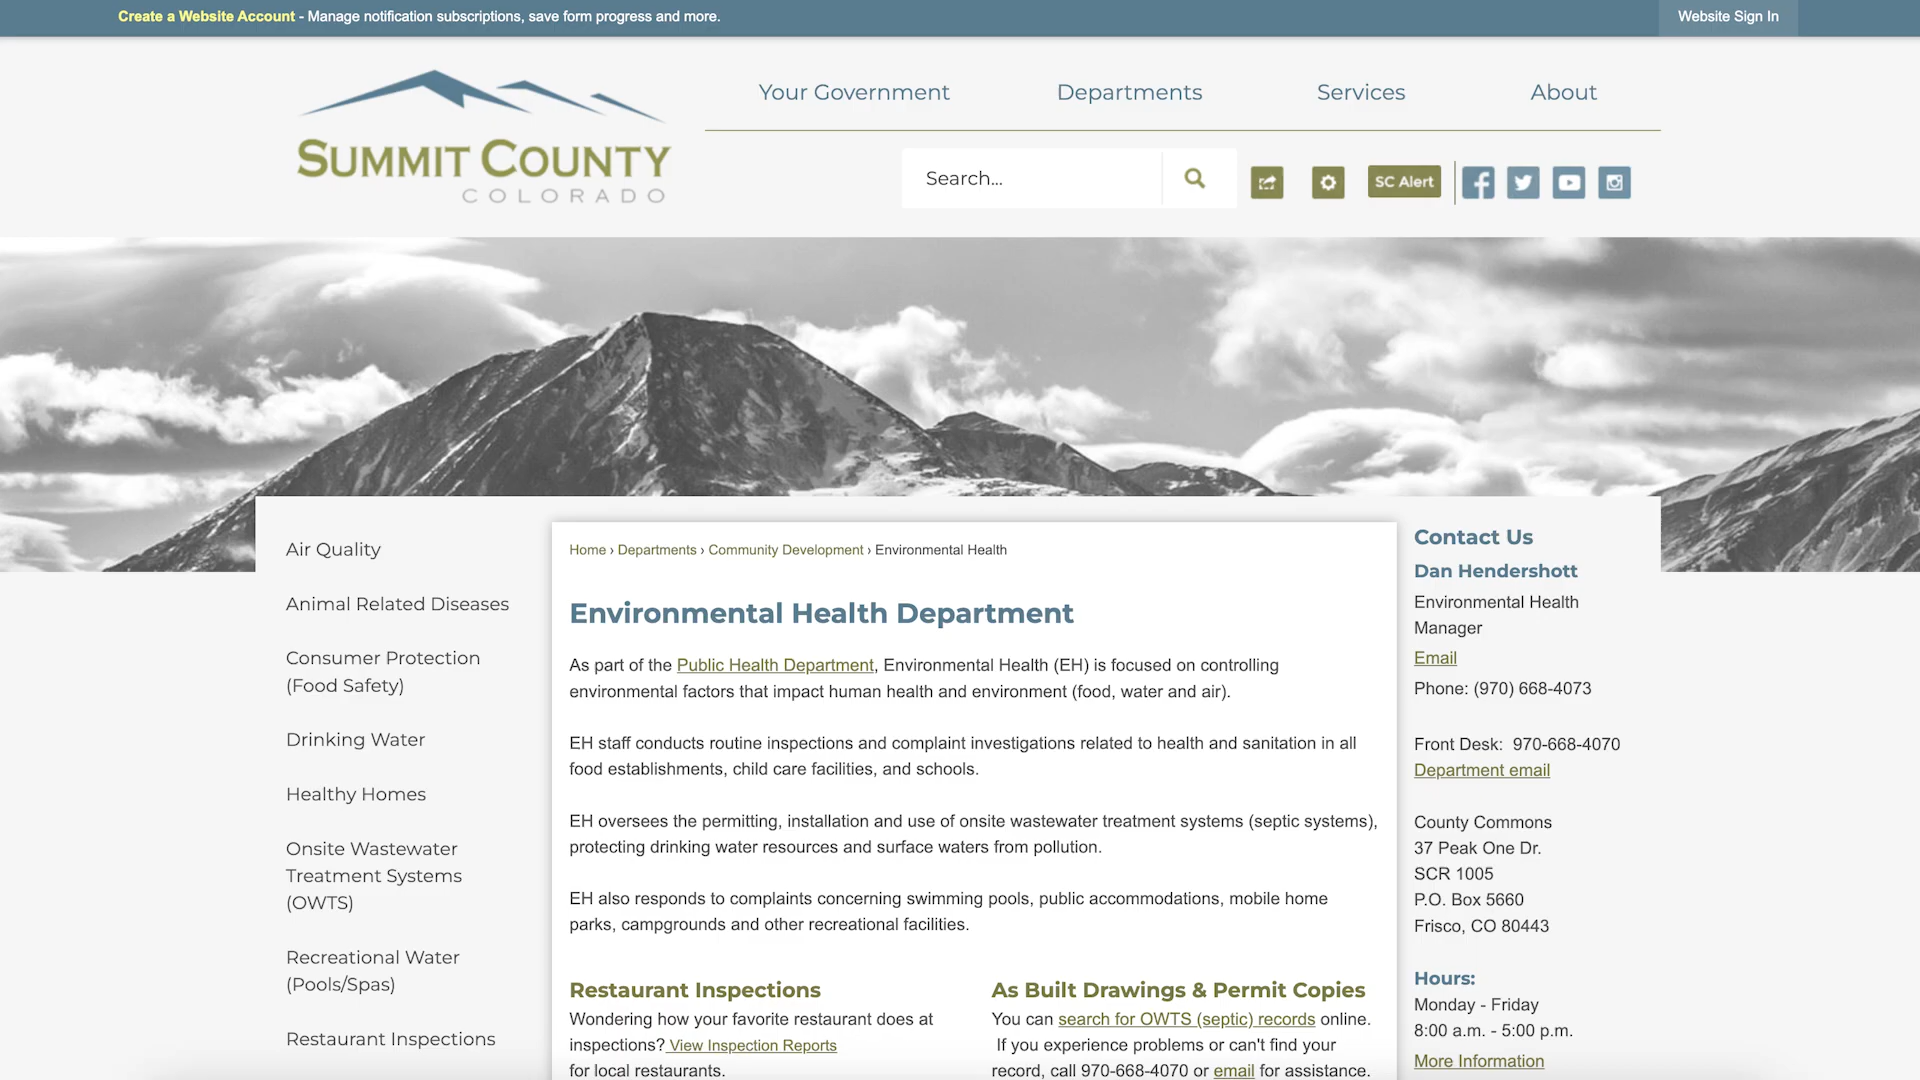 Create a Website Account - Manage notification subscriptions, save form progress and more.
Website Sign In
SUMMIT COUNTY
COLORADO
Your Government
Departments
Services
About
Search...
SC Alert
Air Quality
Animal Related Diseases
Consumer Protection
(Food Safety)
Drinking Water
Healthy Homes
Onsite Wastewater
Treatment Systems
(OWTS)
Recreational Water
(Pools/Spas)
Restaurant Inspections
Home › Departments › Community Development › Environmental Health
Environmental Health Department
As part of the Public Health Department, Environmental Health (EH) is focused on controlling
environmental factors that impact human health and environment (food, water and air).
EH staff conducts routine inspections and complaint investigations related to health and sanitation in all
food establishments, child care facilities, and schools.
EH oversees the permitting, installation and use of onsite wastewater treatment systems (septic systems),
protecting drinking water resources and surface waters from pollution.
EH also responds to complaints concerning swimming pools, public accommodations, mobile home
parks, campgrounds and other recreational facilities.
Restaurant Inspections
Wondering how your favorite restaurant does at
inspections? View Inspection Reports
for local restaurants.
As Built Drawings & Permit Copies
You can search for OWTS (septic) records online.
If you experience problems or can't find your
record, call 970-668-4070 or email for assistance.
Contact Us
Dan Hendershott
Environmental Health
Manager
Email
Phone: (970) 668-4073
Front Desk: 970-668-4070
Department email
County Commons
37 Peak One Dr.
SCR 1005
P.O. Box 5660
Frisco, CO 80443
Hours:
Monday - Friday
8:00 a.m. - 5:00 p.m.
More Information